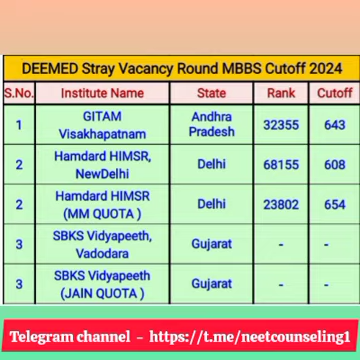 DEEMED Stray Vacancy Round MBBS Cutoff 2024
S.No. Institute Name State Rank Cutoff
1 GITAM Visakhapatnam Andhra Pradesh 32355 643
2 Hamdard HIMSR, NewDelhi Delhi 68155 608
2 Hamdard HIMSR (MM QUOTA ) Delhi 23802 654
3 SBKS Vidyapeeth, Vadodara Gujarat - -
3 SBKS Vidyapeeth (JAIN QUOTA ) Gujarat - -
Telegram channel - https://t.me/neetcounseling1